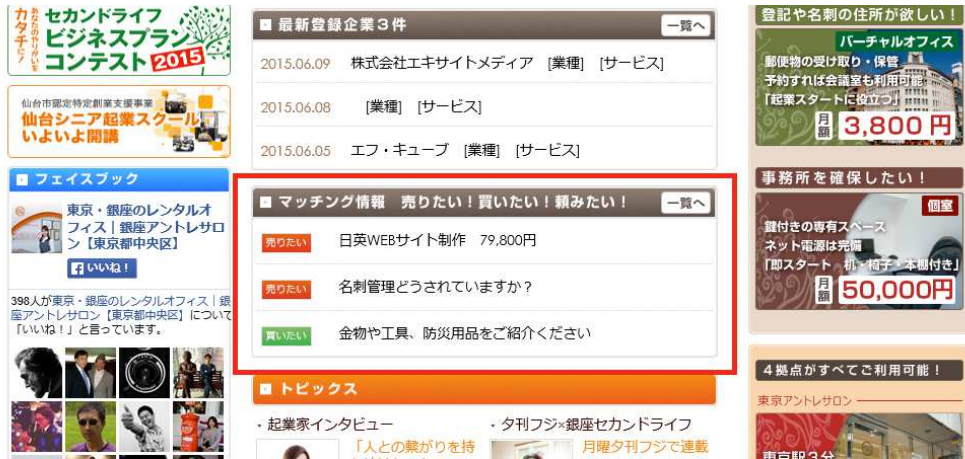 あなたのやりがいを
カタチに!
セカンドライフ
ビジネスプラン
コンテスト2015
仙台市認定特定創業支援事業
仙台シニア起業スクール
いよいよ開講
フェイスブック
東京・銀座のレンタルオ
フィス|銀座アントレサロ
ン【東京都中央区】
いいね!
398人が東京・銀座のレンタルオフィス|銀
座アントレサロン【東京都中央区】について
「いいね!」と言っています。
最新登録企業3件
一覧へ
2015.06.09 株式会社エキサイトメディア [業種] [サービス]
2015.06.08 [業種] [サービス]
2015.06.05 エフ・キューブ [業種] [サービス]
マッチング情報 売りたい!買いたい!頼みたい!
一覧へ
売りたい 日英WEBサイト制作 79,800円
売りたい 名刺管理どうされていますか?
買いたい 金物や工具、防災用品をご紹介ください
トピックス
・起業家インタビュー
「人との繋がりを持
・夕刊フジ×銀座セカンドライフ
月曜夕刊フジで連載
登記や名刺の住所が欲しい!
バーチャルオフィス
郵便物の受け取り・保管
予約すれば会議室も利用可能
「起業スタートに役立つ」
月額 3,800円
事務所を確保したい!
個室
鍵付きの専有スペース
ネット電源は完備
「即スタート 机・椅子・本棚付き」
月額 50,000円
4拠点がすべてご利用可能!
東京アントレサロン
東京駅3分